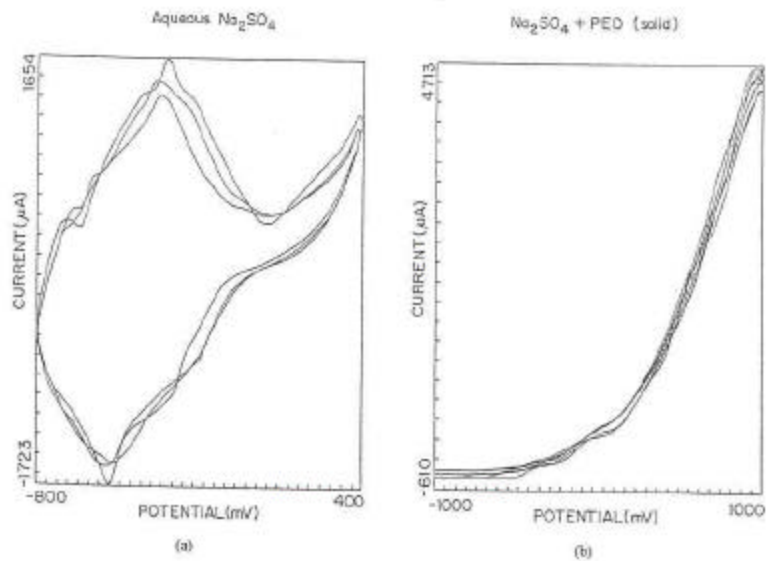 Aqueous Na₂SO₄
1654
CURRENT(μA)
-1723
-800
400
POTENTIAL(mV)
(a)
Na₂SO₄ + PEO (solid)
4713
CURRENT(μA)
-610
-1000
1000
POTENTIAL(mV)
(b)